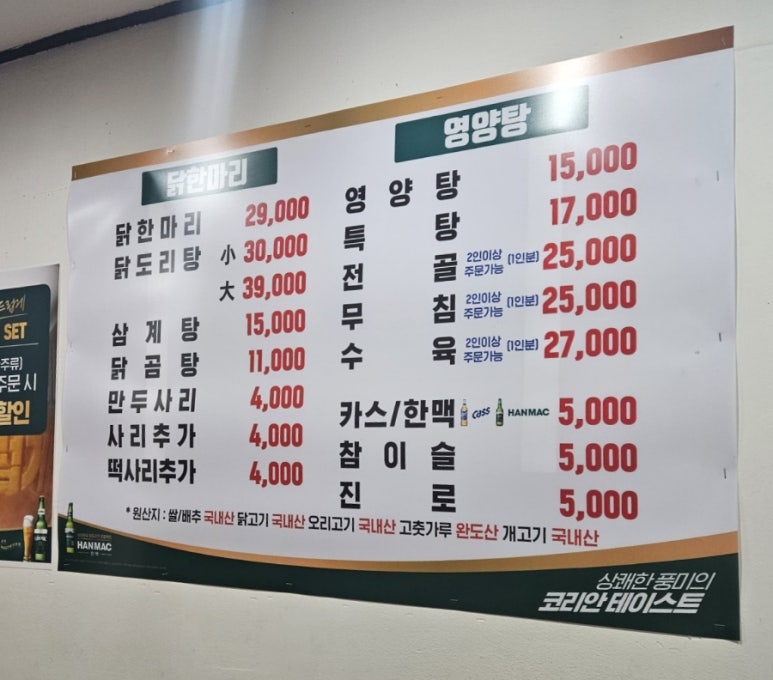 닭한마리
닭한마리 29,000
닭도리탕 小 30,000
大 39,000
삼계탕 15,000
닭곰탕 11,000
만두사리 4,000
사리추가 4,000
떡사리추가 4,000
영양탕
영양탕 15,000
특탕 17,000
전골 2인이상 주문가능 (1인분) 25,000
무침 2인이상 주문가능 (1인분) 25,000
수육 2인이상 주문가능 (1인분) 27,000
카스/한맥 CASS HANMAC 5,000
참이슬 5,000
진로 5,000
* 원산지 : 쌀/배추 국내산 닭고기 국내산 오리고기 국내산 고춧가루 완도산 개고기 국내산
HANMAC
상쾌한 풍미의
코리안 테이스트
SET
주류)
주문 시
할인